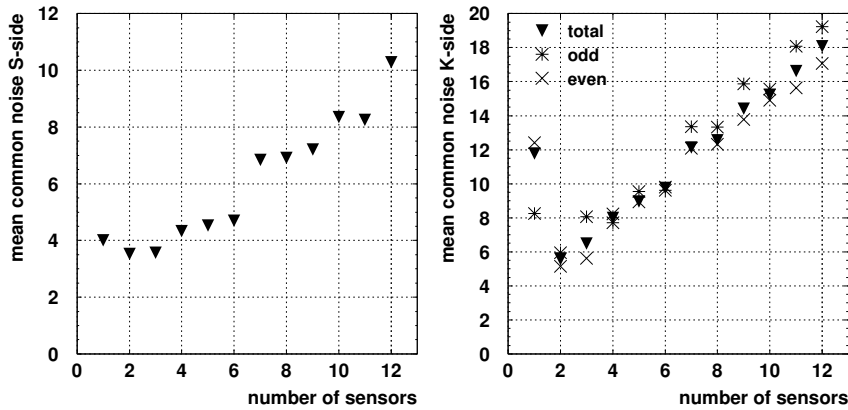 mean common noise S-side
12
10
8
6
4
2
0
0 2 4 6 8 10 12
number of sensors
mean common noise K-side
20
18
16
14
12
10
8
6
4
2
0
total
odd
even
0 2 4 6 8 10 12
number of sensors